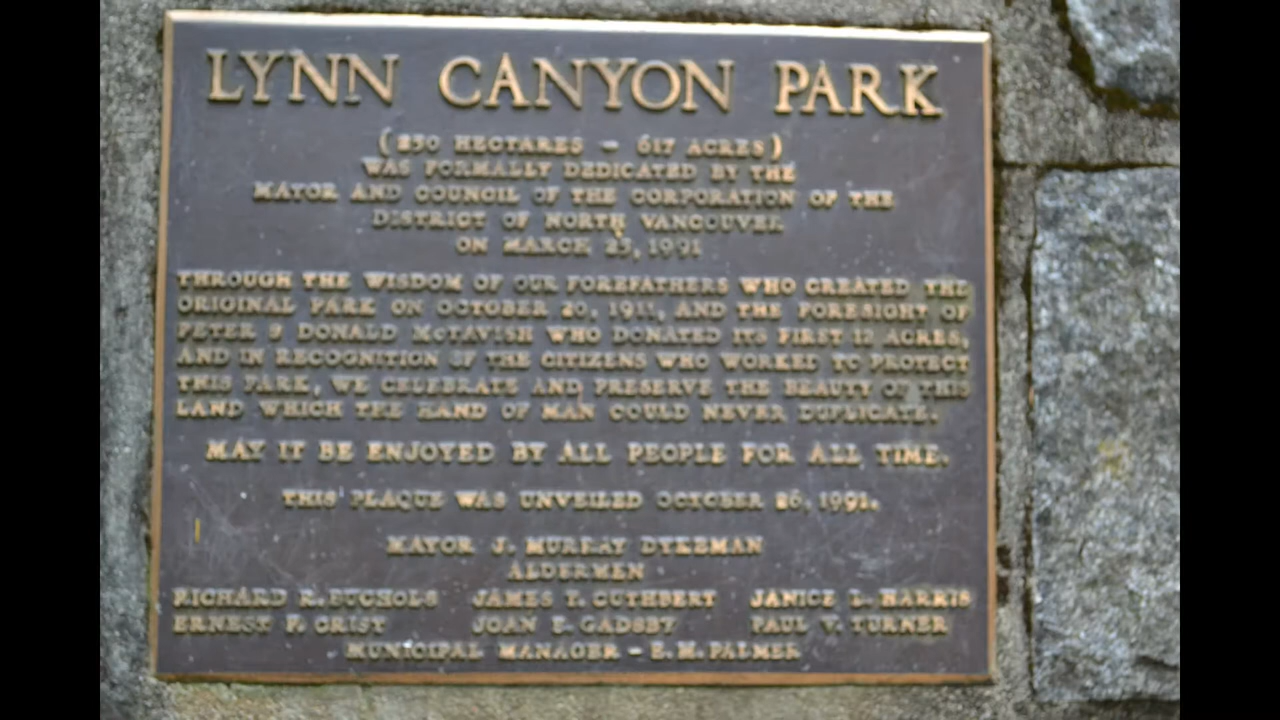 LYNN CANYON PARK
(250 HECTARES - 617 ACRES)
WAS FORMALLY DEDICATED BY THE
MAYOR AND COUNCIL OF THE CORPORATION OF THE
DISTRICT OF NORTH VANCOUVER
ON MARCH 23, 1991
THROUGH THE WISDOM OF OUR FOREFATHERS WHO CREATED THE
ORIGINAL PARK ON OCTOBER 20, 1911, AND THE FORESIGHT OF
PETER & DONALD McTAVISH WHO DONATED ITS FIRST 12 ACRES,
AND IN RECOGNITION OF THE CITIZENS WHO WORKED TO PROTECT
THIS PARK, WE CELEBRATE AND PRESERVE THE BEAUTY OF THIS
LAND WHICH THE HAND OF MAN COULD NEVER DUPLICATE.
MAY IT BE ENJOYED BY ALL PEOPLE FOR ALL TIME.
THIS PLAQUE WAS UNVEILED OCTOBER 26, 1991.
MAYOR J. MURRAY DYKEMAN
ALDERMEN
RICHARD R. JAMES T. CUTHBERT JANICE L. HARRIS
ERNEST F. CRIST JOAN E. GADSBY PAUL V. TURNER
MUNICIPAL MANAGER - E. M. PALMER